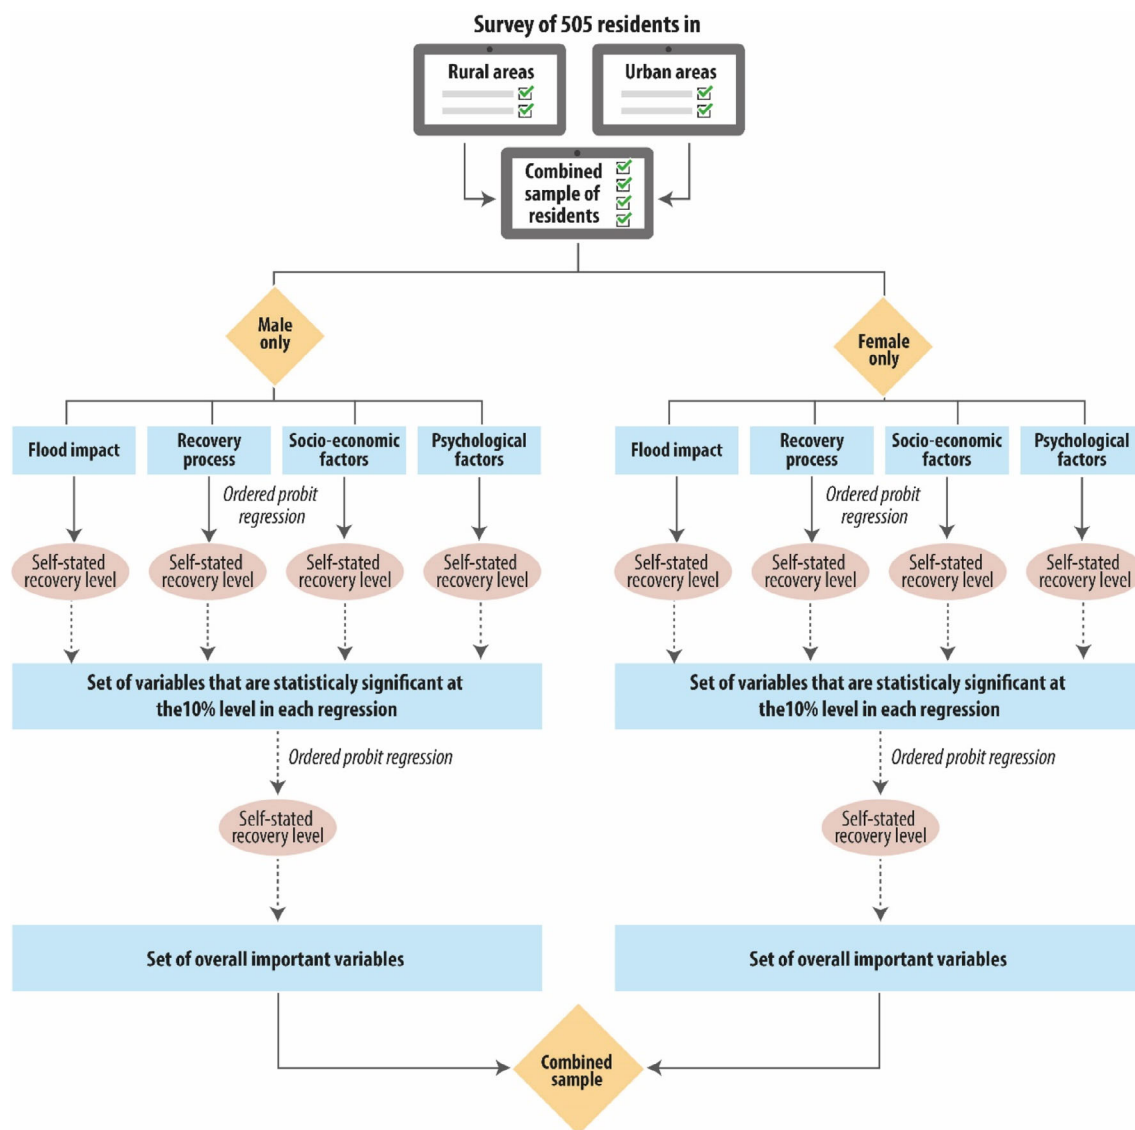 Survey of 505 residents in
Rural areas
Urban areas
Combined
sample of
residents
Male
only
Female
only
Flood impact
Recovery
process
Socio-economic
factors
Psychological
factors
Flood impact
Recovery
process
Socio-economic
factors
Psychological
factors
Ordered probit
regression
Ordered probit
regression
Self-stated
recovery level
Self-stated
recovery level
Self-stated
recovery level
Self-stated
recovery level
Self-stated
recovery level
Self-stated
recovery level
Self-stated
recovery level
Self-stated
recovery level
Set of variables that are statisticaly significant at
the10% level in each regression
Set of variables that are statisticaly significant at
the10% level in each regression
Ordered probit regression
Ordered probit regression
Self-stated
recovery level
Self-stated
recovery level
Set of overall important variables
Set of overall important variables
Combined
sample